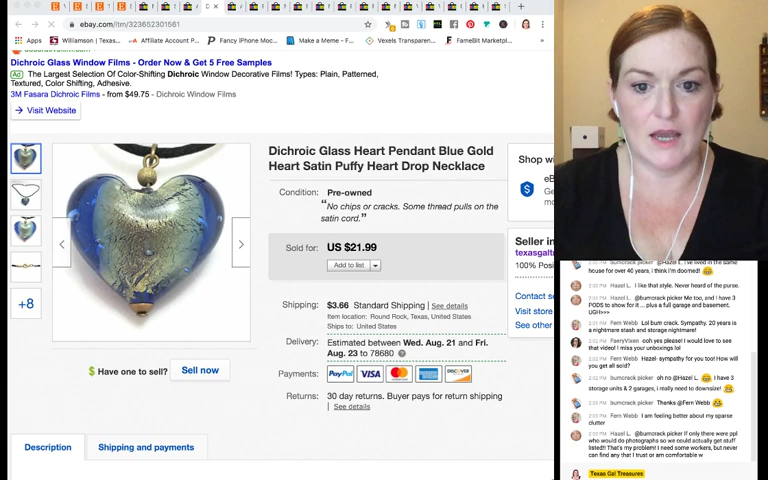 ebay.com/itm/323652301561
Apps
Williamson | Texas...
Affiliate Account P...
Fancy IPhone Moc...
Make a Meme - F...
Vexels Transparen...
FameBit Marketpl...
Dichroic Glass Window Films - Order Now & Get 5 Free Samples
Ad The Largest Selection Of Color-Shifting Dichroic Window Decorative Films! Types: Plain, Patterned,
Textured, Color Shifting, Adhesive.
3M Fasara Dichroic Films - from $49.75 - Dichroic Window Films
→ Visit Website
Dichroic Glass Heart Pendant Blue Gold
Heart Satin Puffy Heart Drop Necklace
Condition: Pre-owned
"No chips or cracks. Some thread pulls on the
satin cord."
Sold for: US $21.99
Add to list
Shipping: $3.66 Standard Shipping | See details
Item location: Round Rock, Texas, United States
Ships to: United States
Delivery: Estimated between Wed. Aug. 21 and Fri.
Aug. 23 to 78680
Payments: PayPal VISA MasterCard AMERICAN EXPRESS DISCOVER
Returns: 30 day returns. Buyer pays for return shipping
| See details
+8
$ Have one to sell? Sell now
Description
Shipping and payments
Shop wi
eB
Ge
mo
Seller in
texasgalt
100% Posi
Contact s
Visit store
See other
bumcrack picker @Hazel L. I've lived in the same
house for over 40 years, i think i'm doomed!
2:00 PM Hazel L. I like that style. Never heard of the purse.
Hazel L. @bumcrack picker Me too, and I have 3
PODS to show for it... plus a full garage and basement.
UGH>>>
Fern Webb Lol bum crack. Sympathy. 20 years is
a nightmare stash and storage nightmare!
FaeryVixen ooh yes please! I would love to see
that video! I miss your unboxings lol
Fern Webb Hazel- sympathy for you too! How will
you get all sold?
bumcrack picker oh no @Hazel L. I have 3
storage units & 2 garages, i really need to downsize!
bumcrack picker Thanks @Fern Webb
Fern Webb I am feeling better about my sparse
clutter
Hazel L. @bumcrack picker If only there were ppl
who would do photographs so we could actually get stuff
listed!! That's my problem! I need some workers, but never
can find any that I trust or am comfortable w
Texas Gal Treasures